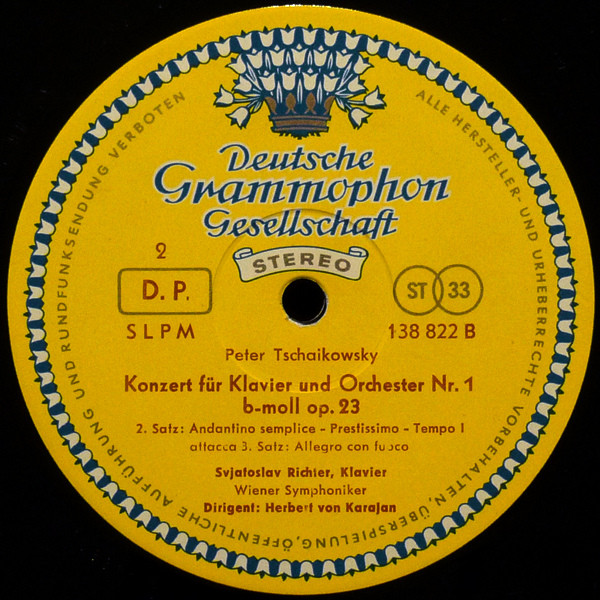 Deutsche
Grammophon
Gesellschaft
STEREO
2
D. P.
ST 33
SLPM
138 822 B
Peter Tschaikowsky
Konzert für Klavier und Orchester Nr. 1
b-moll op. 23
2. Satz: Andantino semplice - Prestissimo - Tempo I
attacca 3. Satz: Allegro con fuoco
Svjatoslav Richter, Klavier
Wiener Symphoniker
Dirigent: Herbert von Karajan
ALLE HERSTELLER- UND URHEBERRECHTE VORBEHALTEN, ÜBERSPIELUNG, ÖFFENTLICHE AUFFÜHRUNG UND RUNDFUNKSENDUNG VERBOTEN